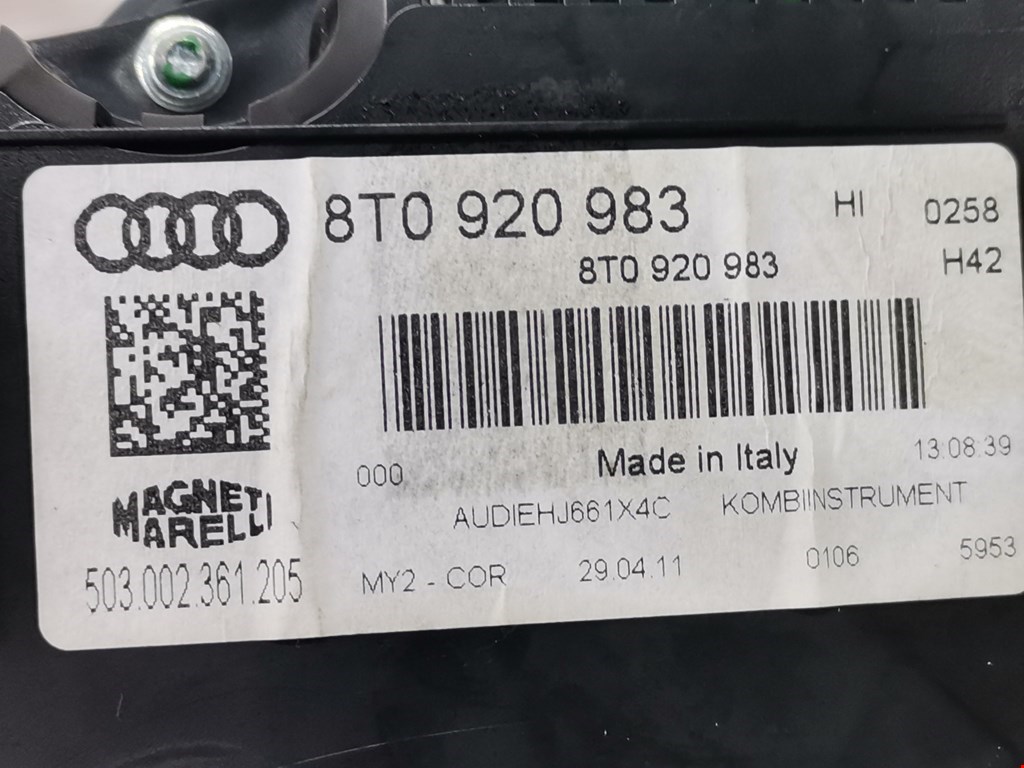 8T0 920 983 HI 0258
8T0 920 983 H42
000 Made in Italy 13:08:39
MAGNETI
MARELLI
AUDIEHJ661X4C KOMBIINSTRUMENT
503.002.361.205 MY2 - COR 29.04.11 0106 5953